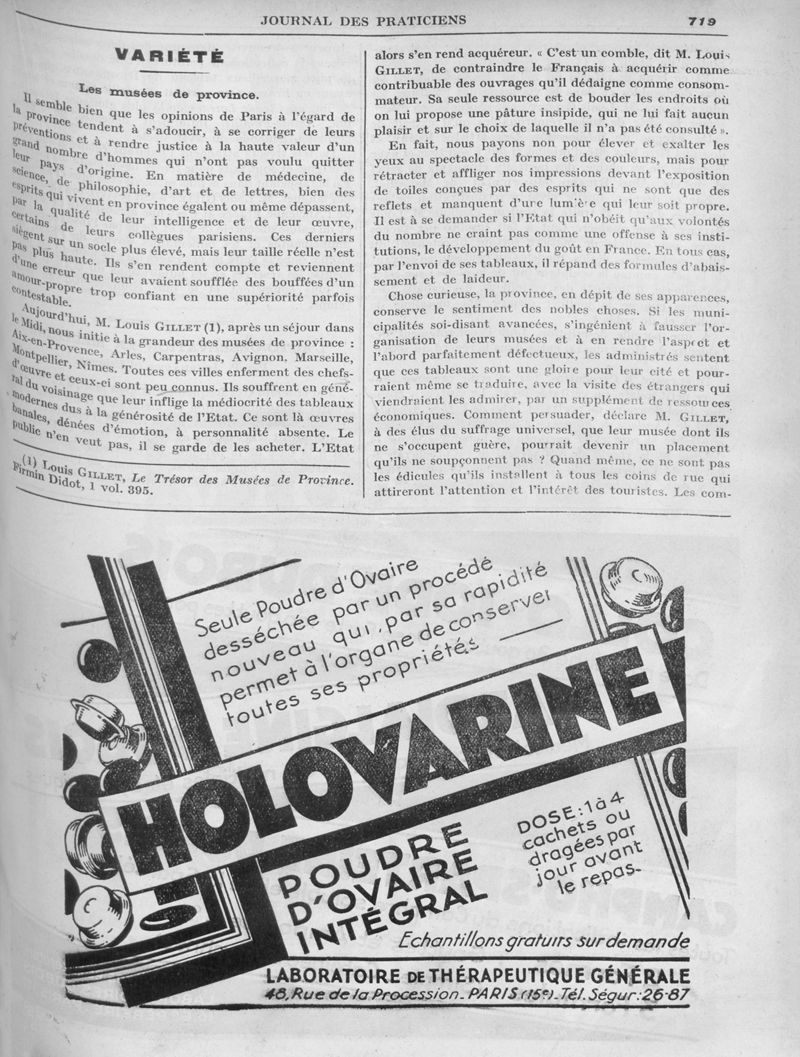 JOURNAL DES PRATICIENS
719
VARIÉTÉ
Les musées de province.
Il semble bien que les opinions de Paris à l'égard de
la province tendent à s'adoucir, à se corriger de leurs
préventions et à rendre justice à la haute valeur d'un
grand nombre d'hommes qui n'ont pas voulu quitter
leur pays d'origine. En matière de médecine, de
science, de philosophie, d'art et de lettres, bien des
esprits qui vivent en province égalent ou même dépassent,
par la qualité de leur intelligence et de leur œuvre,
certains de leurs collègues parisiens. Ces derniers
siègent sur un socle plus élevé, mais leur taille réelle n'est
pas plus haute. Ils s'en rendent compte et reviennent
d'une erreur que leur avaient soufflée des bouffées d'un
amour-propre trop confiant en une supériorité parfois
contestable.
Aujourd'hui, M. Louis GILLET (1), après un séjour dans
le Midi, nous initie à la grandeur des musées de province :
Aix-en-Provence, Arles, Carpentras, Avignon, Marseille,
Montpellier, Nîmes. Toutes ces villes enferment des chefs-
d'œuvre et ceux-ci sont peu connus. Ils souffrent en géné-
ral du voisinage que leur inflige la médiocrité des tableaux
modernes dus à la générosité de l'Etat. Ce sont là œuvres
banales, dénées d'émotion, à personnalité absente. Le
public n'en veut pas, il se garde de les acheter. L'Etat
(1) Louis GILLET, Le Trésor des Musées de Province.
Firmin Didot, 1 vol. 395.
alors s'en rend acquéreur. « C'est un comble, dit M. Louis
GILLET, de contraindre le Français à acquérir comme
contribuable des ouvrages qu'il dédaigne comme consom-
mateur. Sa seule ressource est de bouder les endroits où
on lui propose une pâture insipide, qui ne lui fait aucun
plaisir et sur le choix de laquelle il n'a pas été consulté ».
En fait, nous payons non pour élever et exalter les
yeux au spectacle des formes et des couleurs, mais pour
rétracter et affliger nos impressions devant l'exposition
de toiles conçues par des esprits qui ne sont que des
reflets et manquent d'une lumière qui leur soit propre.
Il est à se demander si l'Etat qui n'obéit qu'aux volontés
du nombre ne craint pas comme une offense à ses insti-
tutions, le développement du goût en France. En tous cas,
par l'envoi de ses tableaux, il répand des formules d'abais-
sement et de laideur.
Chose curieuse, la province, en dépit de ses apparences,
conserve le sentiment des nobles choses. Si les muni-
cipalités soi-disant avancées, s'ingénient à fausser l'or-
ganisation de leurs musées et à en rendre l'aspect et
l'abord parfaitement défectueux, les administrés sentent
que ces tableaux sont une gloire pour leur cité et pour-
raient même se traduire, avec la visite des étrangers qui
viendraient les admirer, par un supplément de ressources
économiques. Comment persuader, déclare M. GILLET,
à des élus du suffrage universel, que leur musée dont ils
ne s'occupent guère, pourrait devenir un placement
qu'ils ne soupçonnent pas ? Quand même, ce ne sont pas
les édicules qu'ils installent à tous les coins de rue qui
attireront l'attention et l'intérêt des touristes. Les com-
Seule Poudre d'Ovaire
desséchée par un procédé
nouveau qui, par sa rapidité
permet à l'organe de conserver
toutes ses propriétés
HOLOVARINE
POUDRE
D'OVAIRE
INTÉGRAL
DOSE: 1 à 4
cachets ou
dragées par
jour avant
le repas-
Echantillons gratuits sur demande
LABORATOIRE DE THÉRAPEUTIQUE GÉNÉRALE
48, Rue de la Procession_ PARIS (15e)_ Tél. Ségur: 26-87